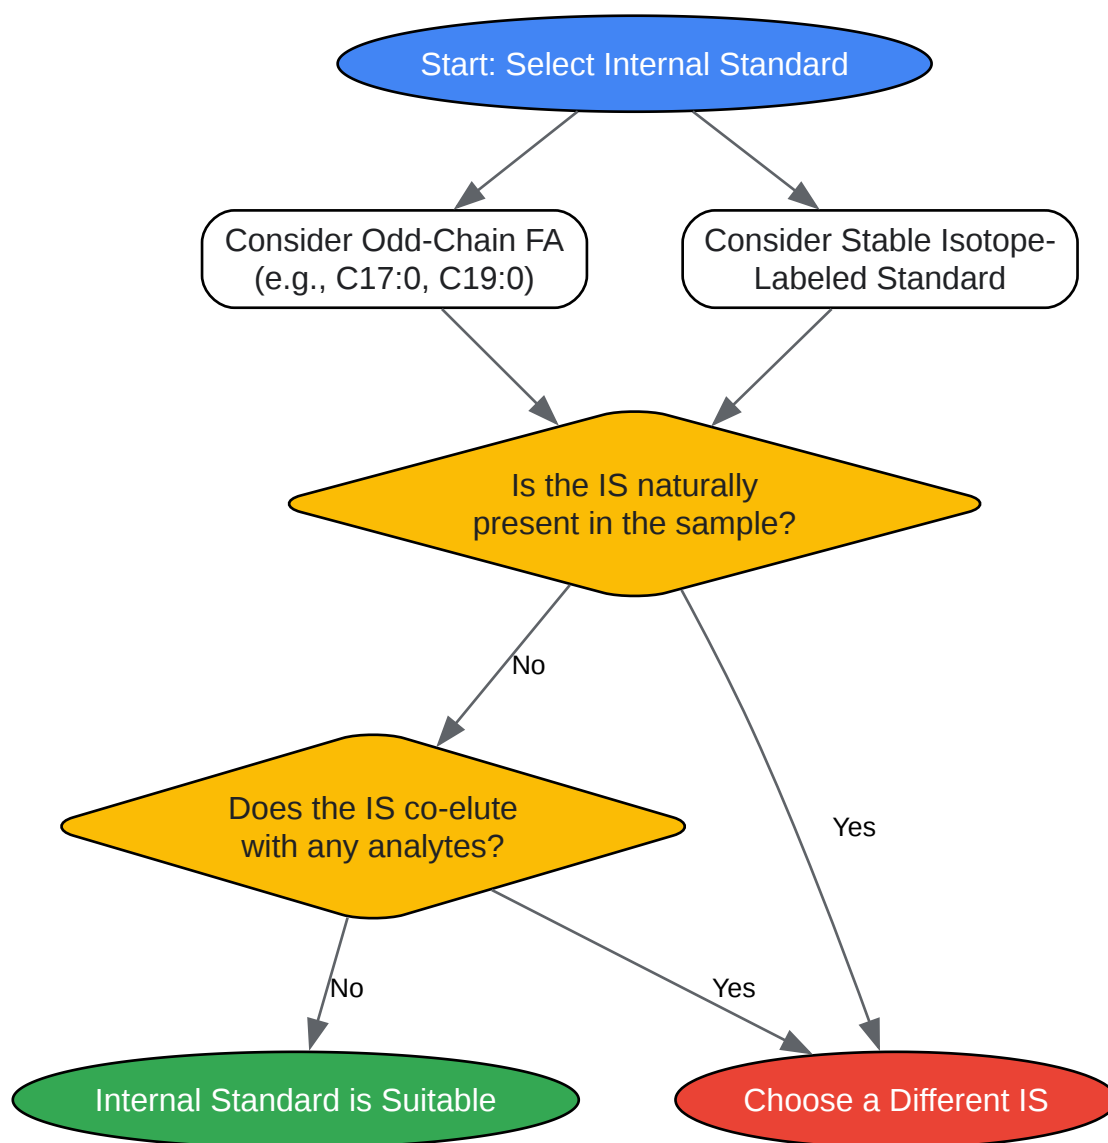 Start: Select Internal Standard
Consider Odd-Chain FA
(e.g., C17:0, C19:0)
Consider Stable Isotope-
Labeled Standard
Is the IS naturally
present in the sample?
No
Yes
Does the IS co-elute
with any analytes?
No
Yes
Internal Standard is Suitable
Choose a Different IS